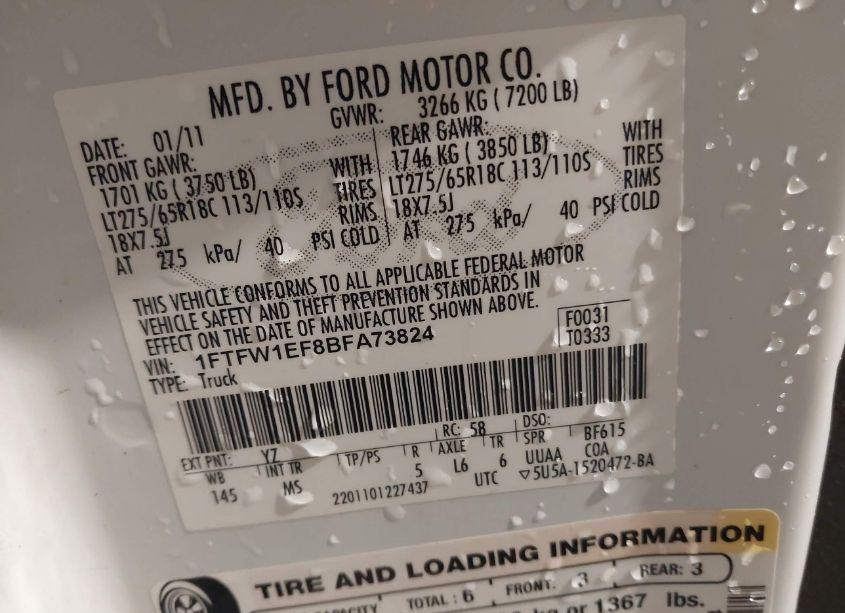 MFD. BY FORD MOTOR CO.
GVWR: 3266 KG ( 7200 LB)
DATE: 01/11
FRONT GAWR:
1701 KG ( 3750 LB) WITH
LT275/65R18C 113/110S TIRES
18X7.5J RIMS
AT 275 kPa/ 40 PSI COLD
REAR GAWR: WITH
1746 KG ( 3850 LB) TIRES
LT275/65R18C 113/110S RIMS
18X7.5J
AT 275 kPa/ 40 PSI COLD
THIS VEHICLE CONFORMS TO ALL APPLICABLE FEDERAL MOTOR
VEHICLE SAFETY AND THEFT PREVENTION STANDARDS IN
EFFECT ON THE DATE OF MANUFACTURE SHOWN ABOVE.
VIN: 1FTFW1EF8BFA73824
TYPE: Truck
F0031
T0333
EXT PNT: YZ RC: 58 DSO:
WB INT TR TP/PS R AXLE TR SPR BF615
145 MS 5 L6 6 UUAA COA
2201101227437 UTC ▽5U5A-1520472-BA
TIRE AND LOADING INFORMATION
TOTAL : 6 FRONT: 3 REAR: 3
kg or 1367 lbs.